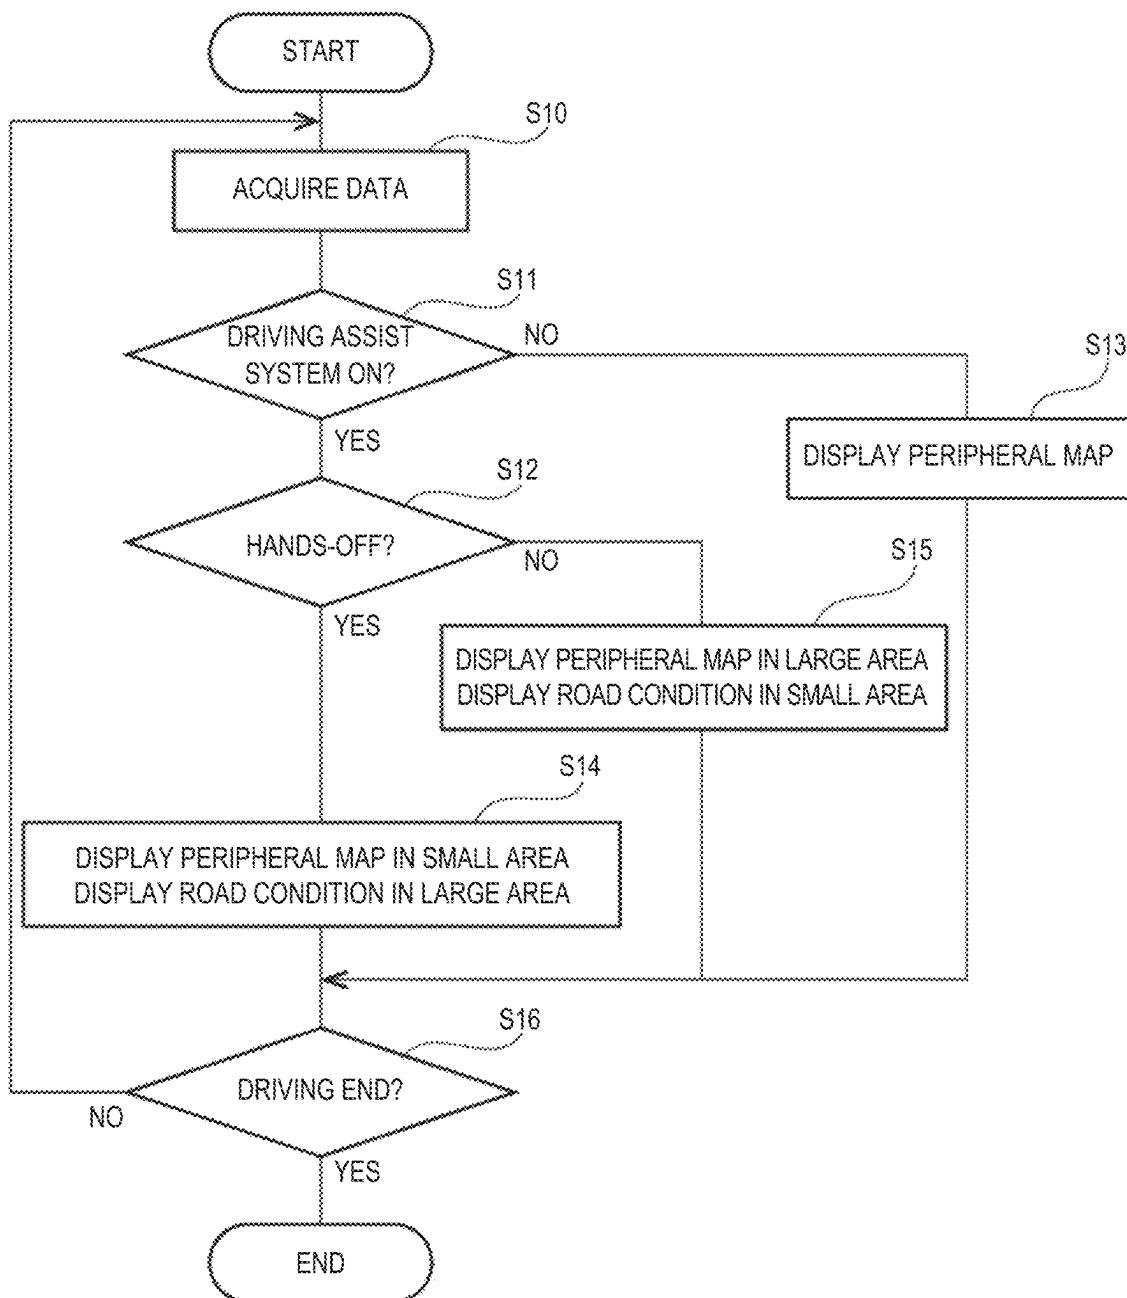 START
S10
ACQUIRE DATA
S11
DRIVING ASSIST
SYSTEM ON?
NO
YES
S13
DISPLAY PERIPHERAL MAP
S12
HANDS-OFF?
NO
YES
S15
DISPLAY PERIPHERAL MAP IN LARGE AREA
DISPLAY ROAD CONDITION IN SMALL AREA
S14
DISPLAY PERIPHERAL MAP IN SMALL AREA
DISPLAY ROAD CONDITION IN LARGE AREA
S16
DRIVING END?
NO
YES
END